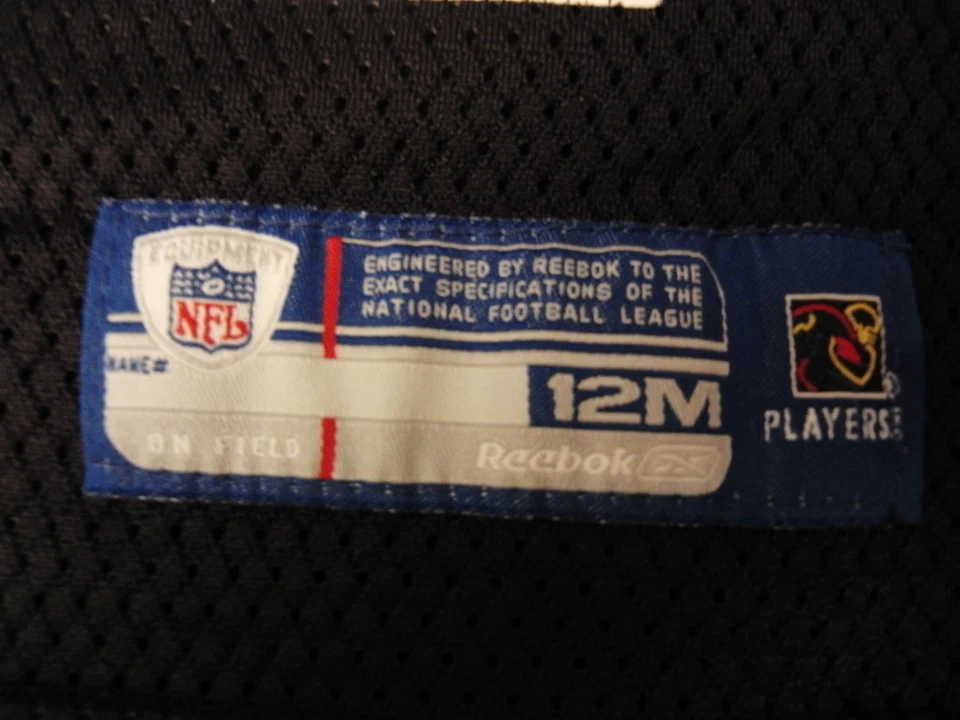 EQUIPMENT
NFL
ENGINEERED BY REEBOK TO THE
EXACT SPECIFICATIONS OF THE
NATIONAL FOOTBALL LEAGUE
NAME#
12M
ON FIELD
Reebok
PLAYERS